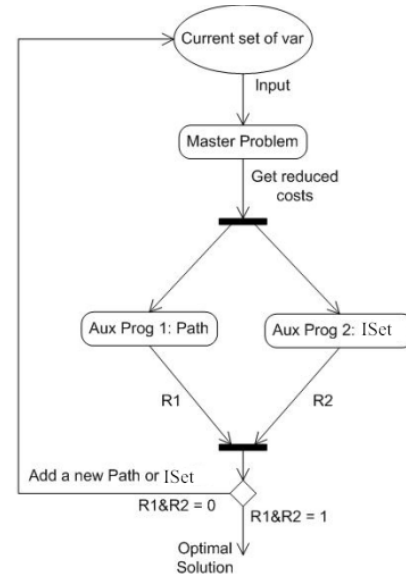 Current set of var
Input
Master Problem
Get reduced
costs
Aux Prog 1: Path
Aux Prog 2: ISet
R1
R2
Add a new Path or ISet
R1&R2 = 0
R1&R2 = 1
Optimal
Solution